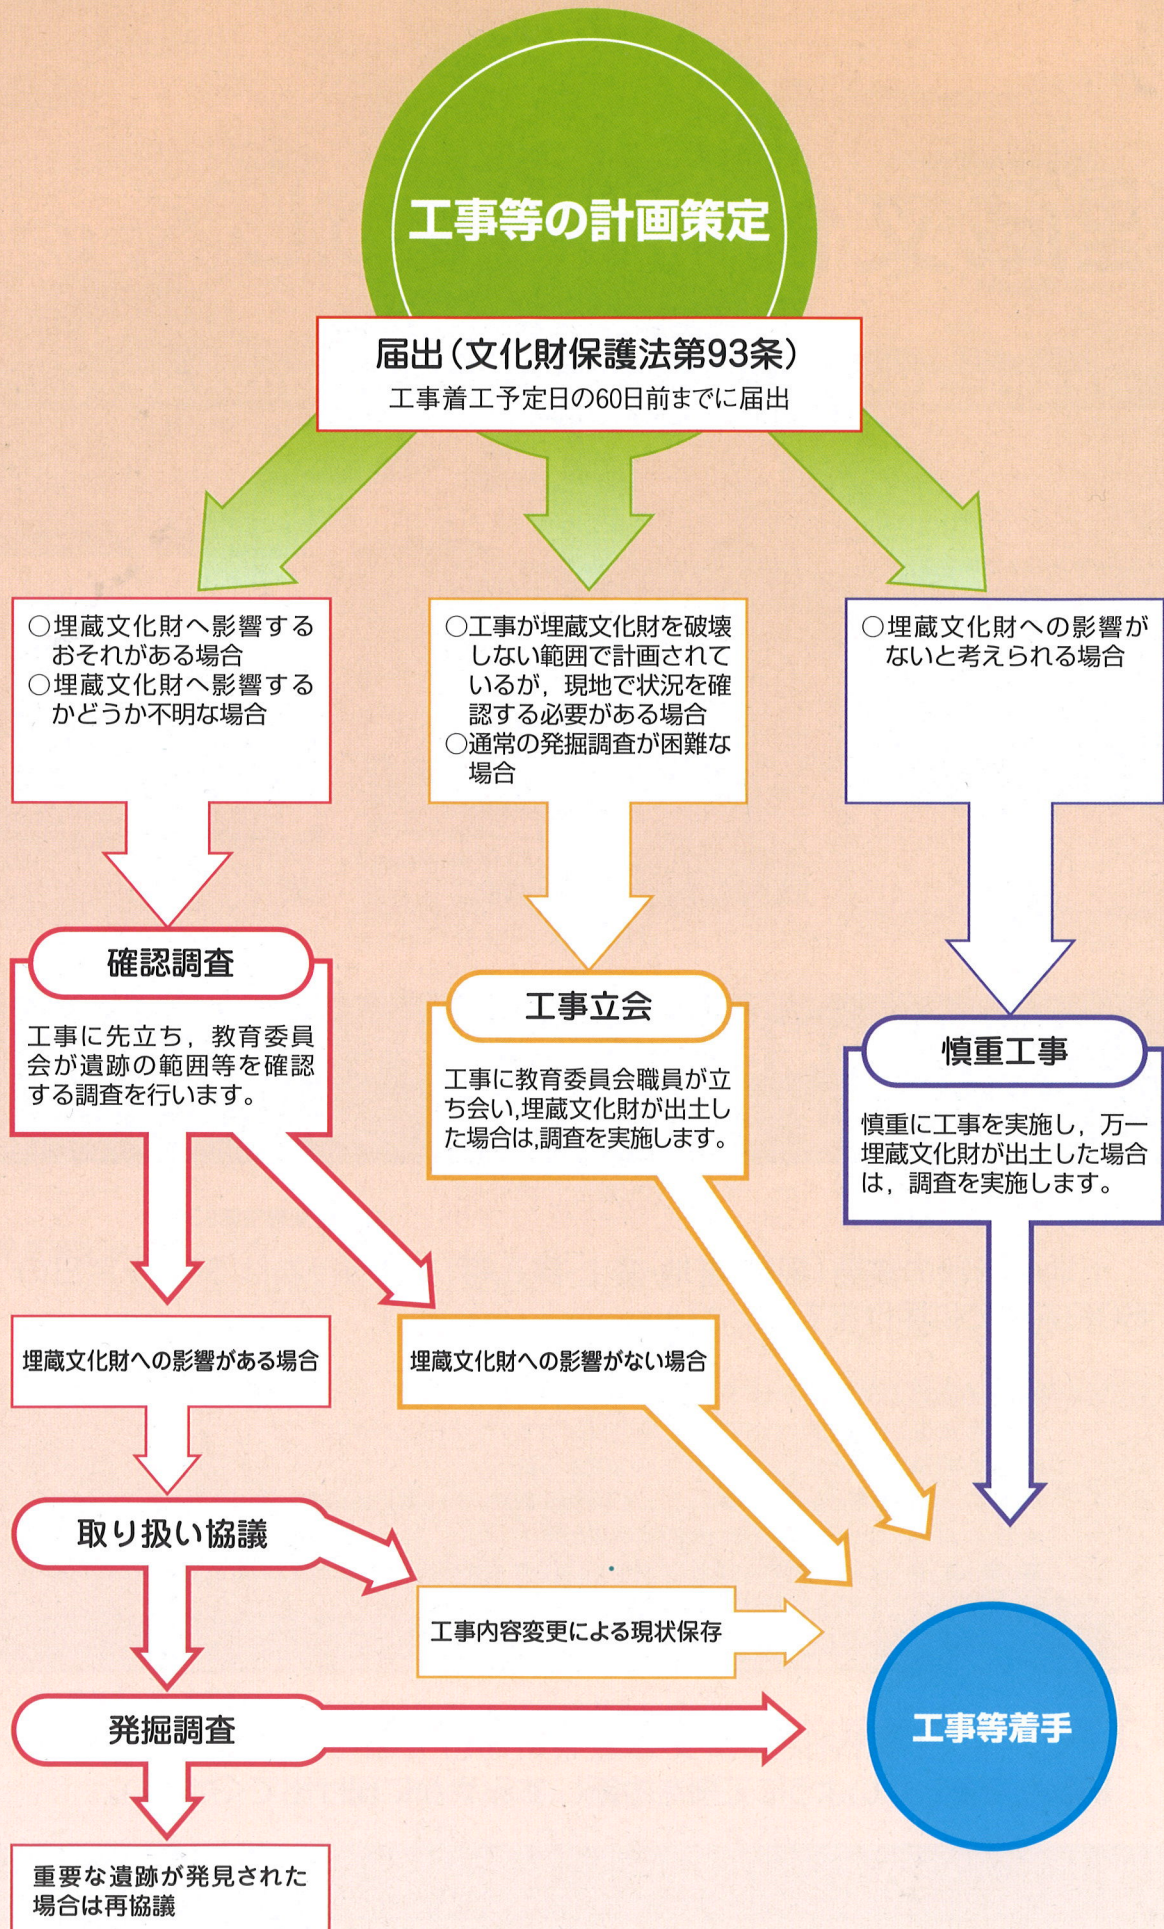 工事等の計画策定
届出（文化財保護法第93条）
工事着工予定日の60日前までに届出
○埋蔵文化財へ影響する
おそれがある場合
○埋蔵文化財へ影響する
かどうか不明な場合
○工事が埋蔵文化財を破壊
しない範囲で計画されて
いるが，現地で状況を確
認する必要がある場合
○通常の発掘調査が困難な
場合
○埋蔵文化財への影響が
ないと考えられる場合
確認調査
工事に先立ち，教育委員
会が遺跡の範囲等を確認
する調査を行います。
工事立会
工事に教育委員会職員が立
ち会い,埋蔵文化財が出土し
た場合は,調査を実施します。
慎重工事
慎重に工事を実施し，万一
埋蔵文化財が出土した場合
は，調査を実施します。
埋蔵文化財への影響がある場合
埋蔵文化財への影響がない場合
取り扱い協議
工事内容変更による現状保存
発掘調査
工事等着手
重要な遺跡が発見された
場合は再協議